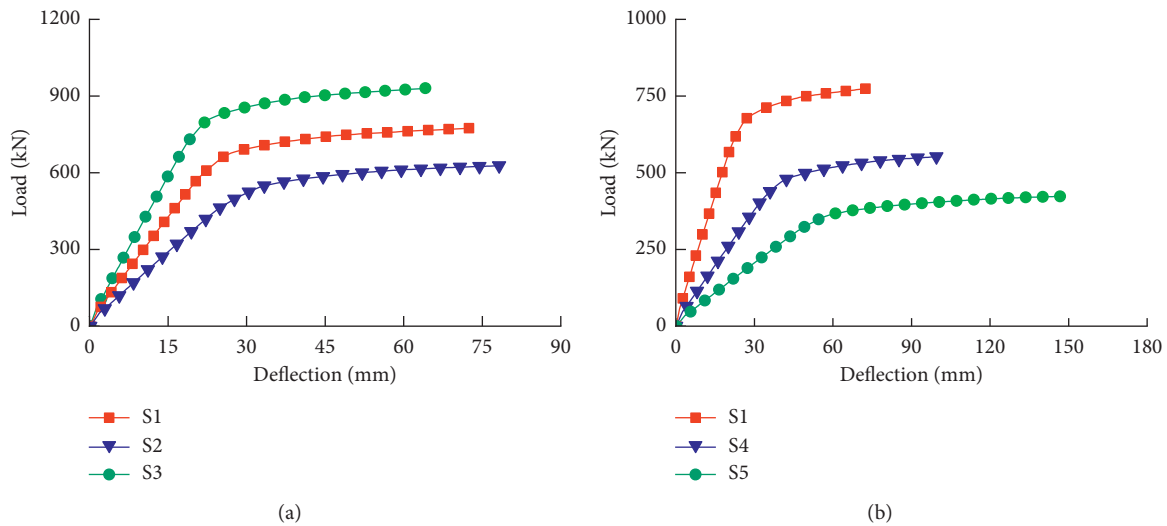 1200
900
600
300
0
Load (kN)
0 15 30 45 60 75 90
Deflection (mm)
S1
S2
S3
(a)
1000
750
500
250
0
Load (kN)
0 30 60 90 120 150 180
Deflection (mm)
S1
S4
S5
(b)